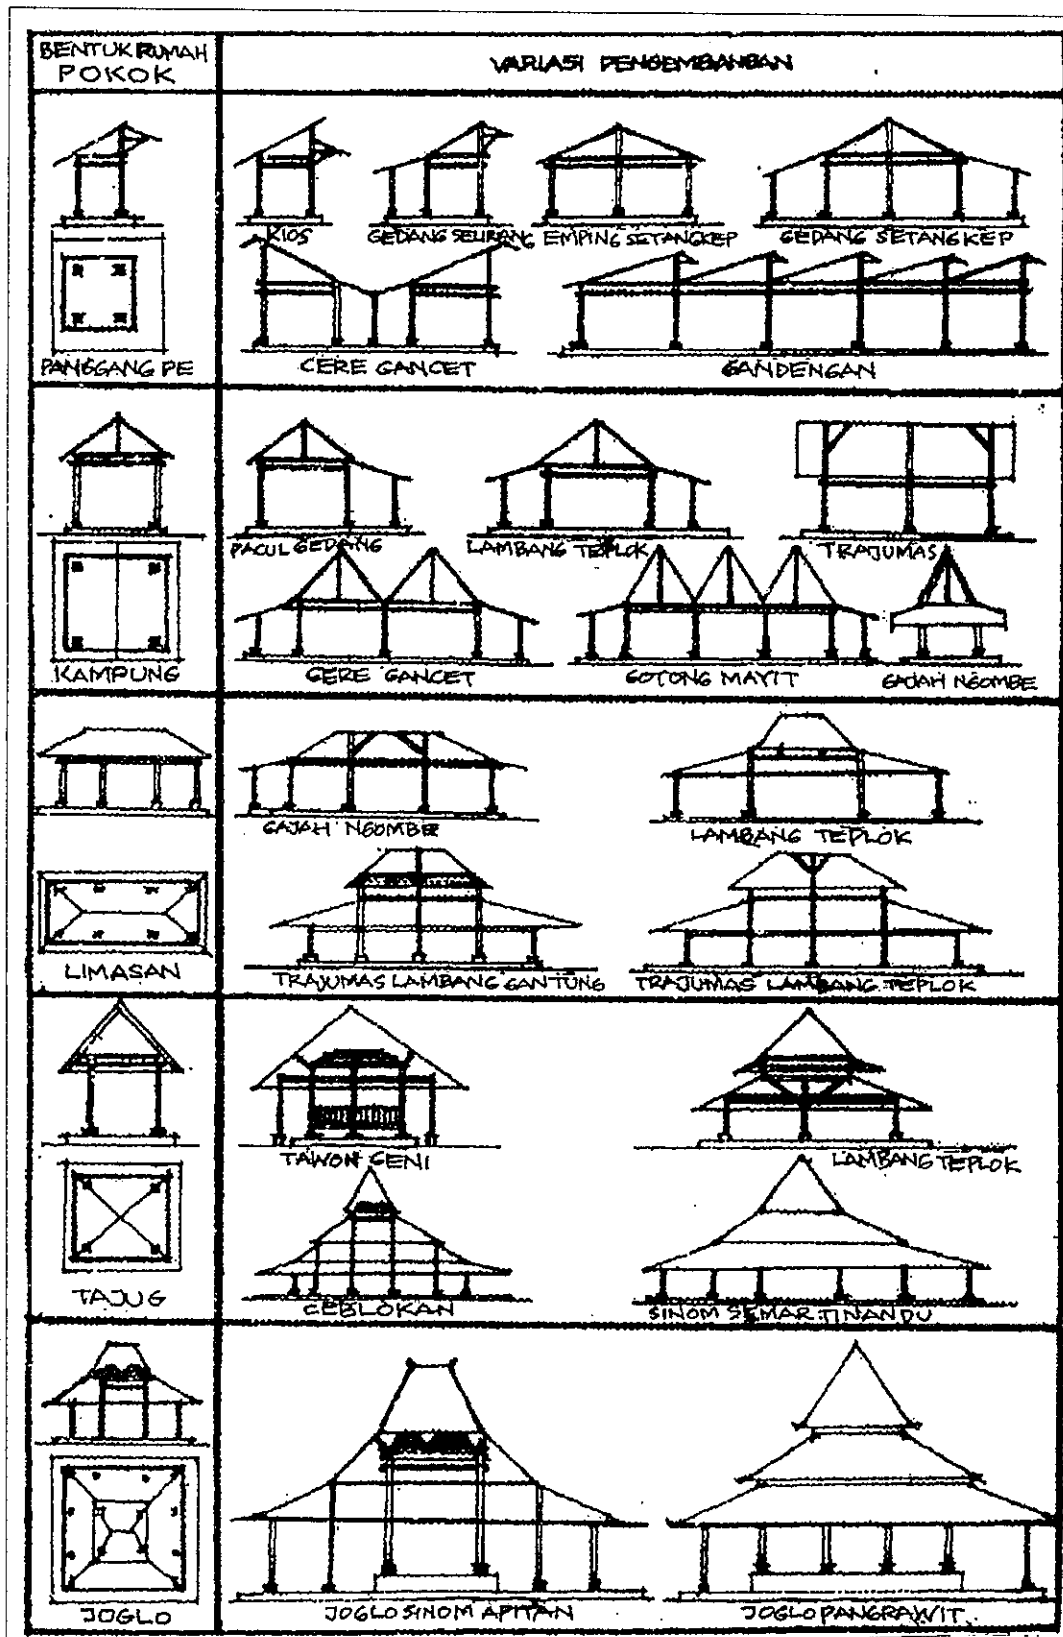 BENTUK RUMAH
POKOK
VARIASI PENGEMBANGAN
KIOS
GEDANG SELIRANG
EMPING SETANGKEP
GEDANG SETANGKEP
PANGGANG PE
CERE GANCET
GANDENGAN
PACUL GEDANG
LAMBANG TEPLOK
TRAJUMAS
KAMPUNG
CERE GANCET
GOTONG MAYIT
GAJAH NGOMBE
GAJAH NGOMBE
LAMBANG TEPLOK
LIMASAN
TRAJUMAS LAMBANG GANTUNG
TRAJUMAS LAMBANG TEPLOK
TAWON GENI
LAMBANG TEPLOK
TAJUG
CEBLOKAN
SINOM SEMAR TINANDU
JOGLO
JOGLO SINOM APITAN
JOGLO PANGRAWIT